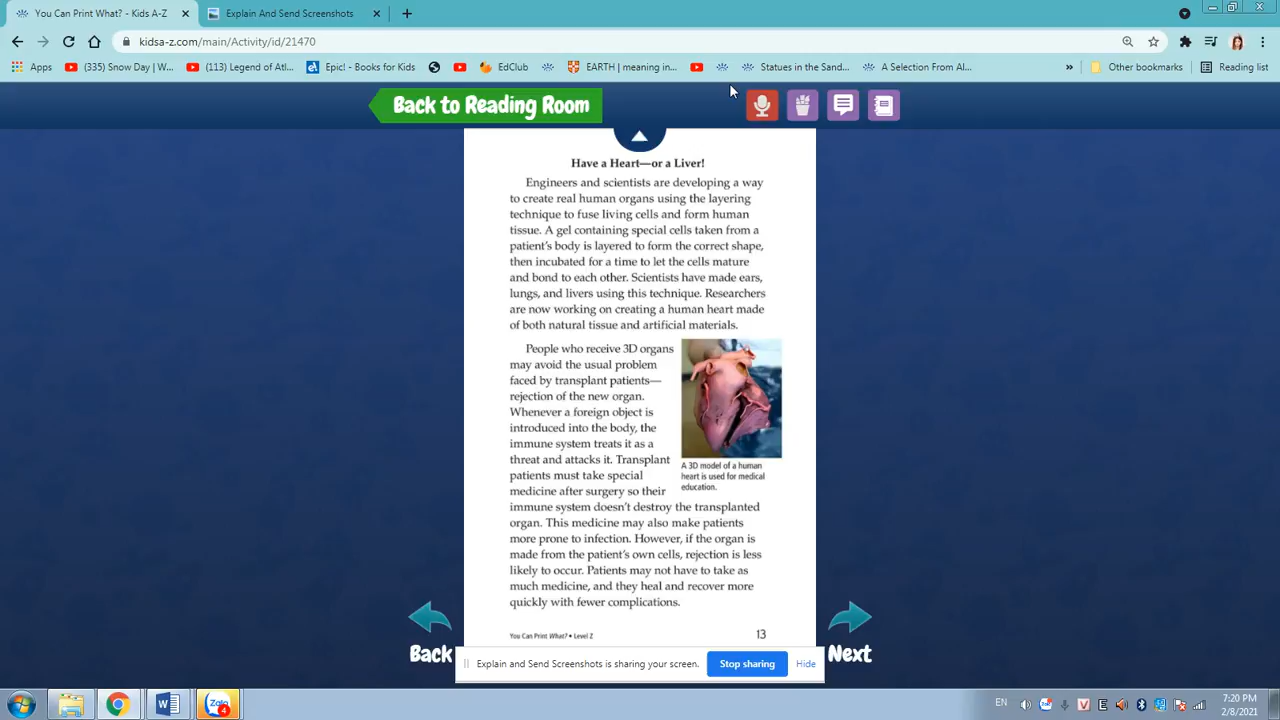 You Can Print What? - Kids A-Z
Explain And Send Screenshots
kidsa-z.com/main/Activity/id/21470
Apps
(335) Snow Day | W...
(113) Legend of Atl...
Epic! - Books for Kids
EdClub
EARTH | meaning in...
Statues in the Sand...
A Selection From Al...
»
Other bookmarks
Reading list
Back to Reading Room
Have a Heart—or a Liver!
Engineers and scientists are developing a way
to create real human organs using the layering
technique to fuse living cells and form human
tissue. A gel containing special cells taken from a
patient's body is layered to form the correct shape,
then incubated for a time to let the cells mature
and bond to each other. Scientists have made ears,
lungs, and livers using this technique. Researchers
are now working on creating a human heart made
of both natural tissue and artificial materials.
People who receive 3D organs
may avoid the usual problem
faced by transplant patients—
rejection of the new organ.
Whenever a foreign object is
introduced into the body, the
immune system treats it as a
threat and attacks it. Transplant
patients must take special
medicine after surgery so their
immune system doesn't destroy the transplanted
organ. This medicine may also make patients
more prone to infection. However, if the organ is
made from the patient's own cells, rejection is less
likely to occur. Patients may not have to take as
much medicine, and they heal and recover more
quickly with fewer complications.
A 3D model of a human
heart is used for medical
education.
You Can Print What? • Level Z
13
Back
Next
Explain and Send Screenshots is sharing your screen.
Stop sharing
Hide
Zalo
4
EN
7:20 PM
2/8/2021